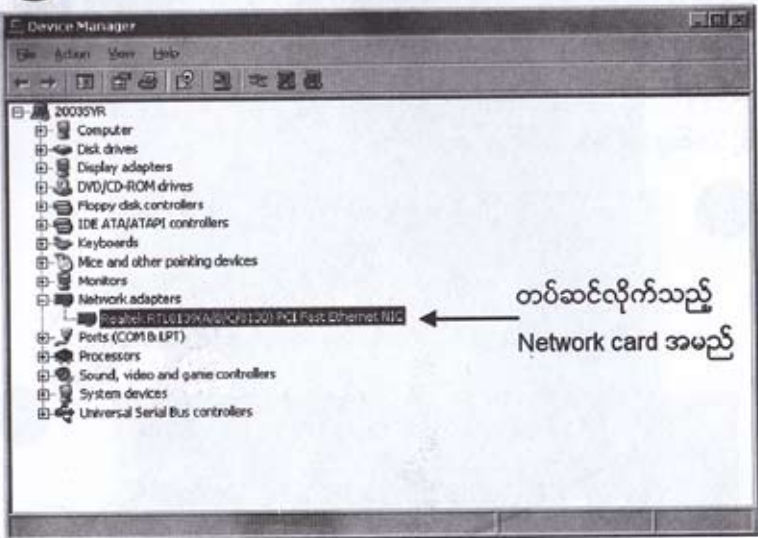 Device Manager
File Action View Help
2003SYR
Computer
Disk drives
Display adapters
DVD/CD-ROM drives
Floppy disk controllers
IDE ATA/ATAPI controllers
Keyboards
Mice and other pointing devices
Monitors
Network adapters
Realtek RTL8139(A/B/C/8130) PCI Fast Ethernet NIC
Ports (COM & LPT)
Processors
Sound, video and game controllers
System devices
Universal Serial Bus controllers
တပ်ဆင်လိုက်သည့်
Network card အမည်